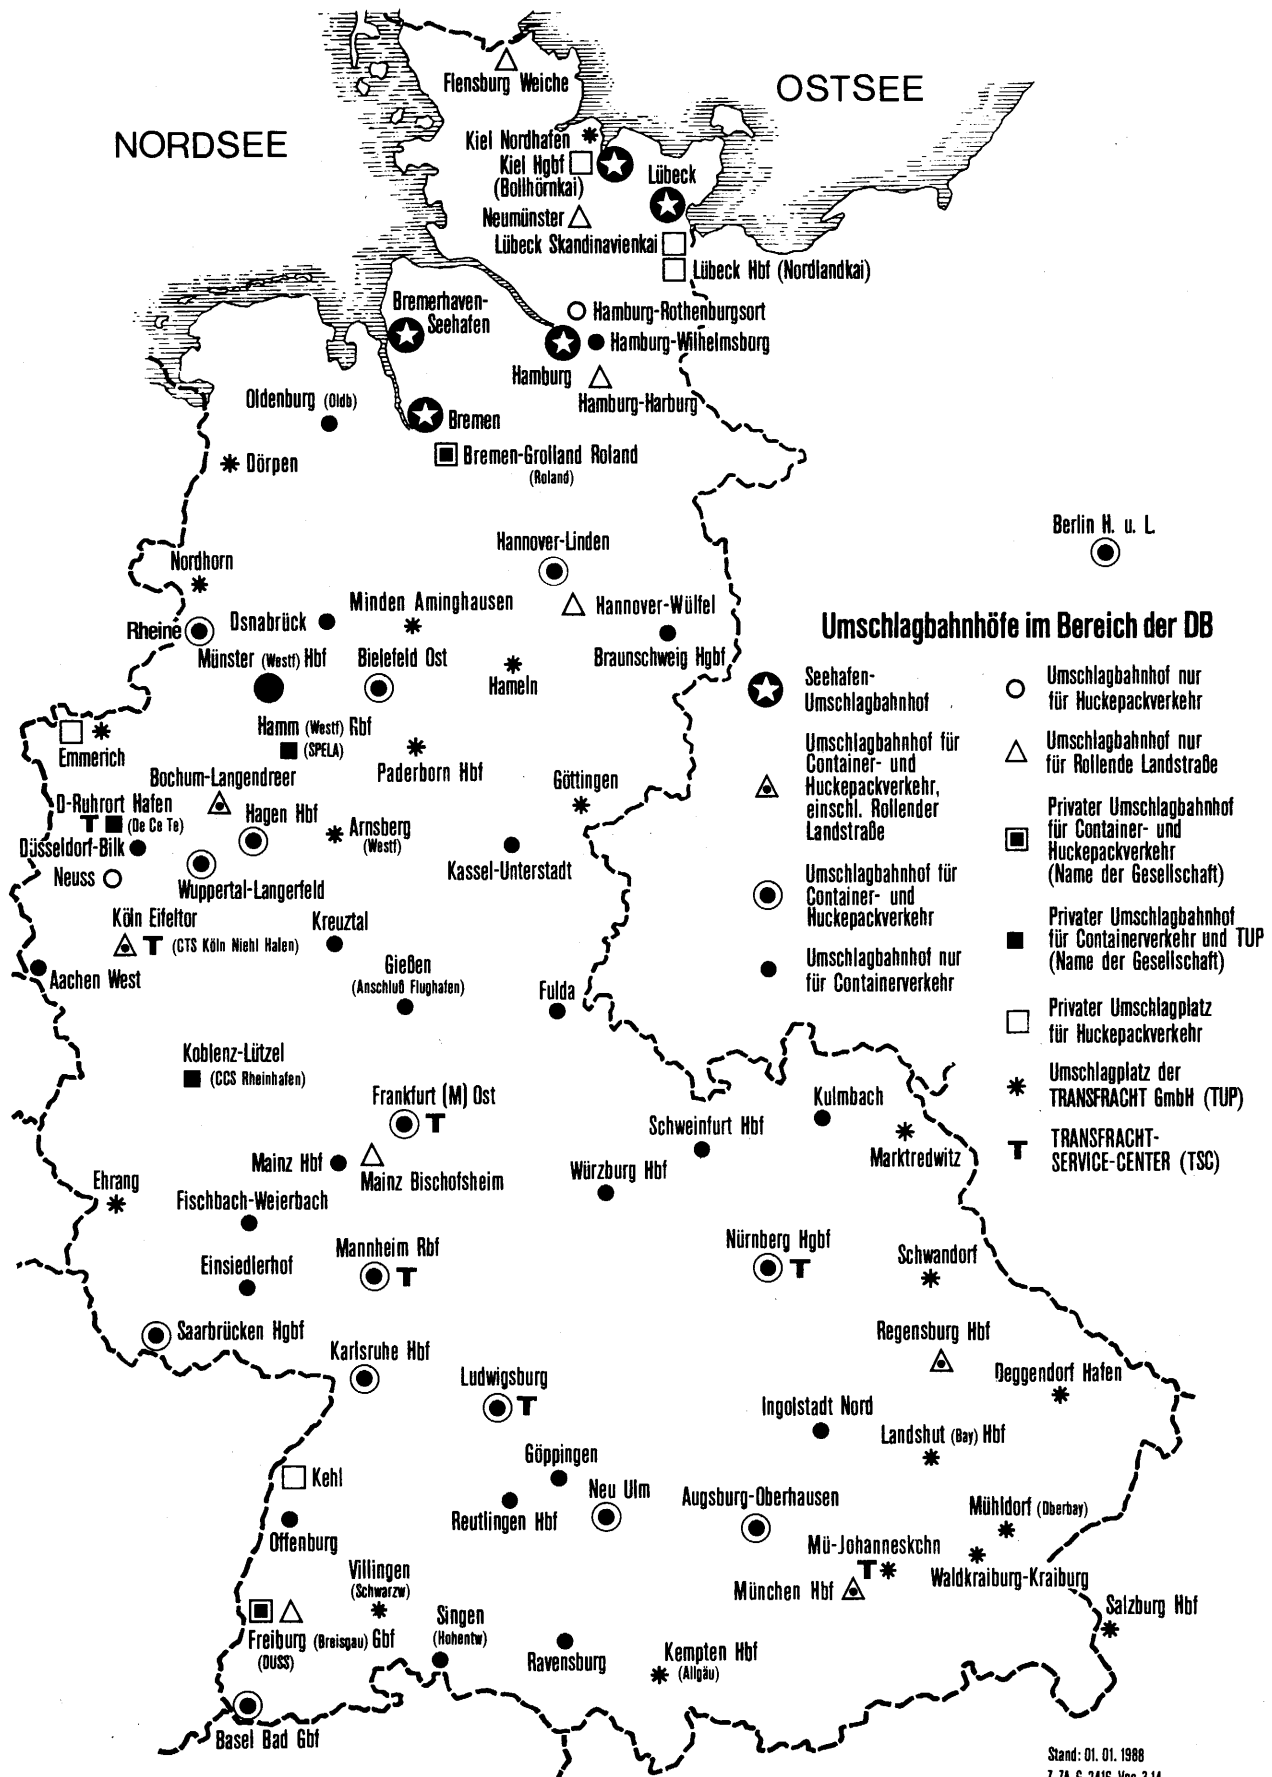 OSTSEE
NORDSEE
Flensburg Weiche
Kiel Nordhafen
Kiel Hgbf
(Bollhörnkai)
Lübeck
Neumünster
Lübeck Skandinavienkai
Lübeck Hbf (Nordlandkai)
Bremerhaven-
Seehafen
Hamburg-Rothenburgsort
Hamburg-Wilhelmsburg
Hamburg
Hamburg-Harburg
Oldenburg (Oldb)
Bremen
Bremen-Grolland Roland
(Roland)
Dörpen
Berlin H. u. L.
Hannover-Linden
Nordhorn
Minden Aminghausen
Hannover-Wülfel
Rheine
Osnabrück
Braunschweig Hgbf
Münster (Westf) Hbf
Bielefeld Ost
Hameln
Hamm (Westf) Rbf
(SPELA)
Emmerich
Paderborn Hbf
Bochum-Langendreer
Göttingen
D-Ruhrort Hafen
T (De Ce Te)
Hagen Hbf
Arnsberg
(Westf)
Düsseldorf-Bilk
Neuss
Wuppertal-Langerfeld
Kassel-Unterstadt
Köln Eifeltor
T (CTS Köln Niehl Hafen)
Kreuztal
Aachen West
Gießen
(Anschluß Flughafen)
Fulda
Koblenz-Lützel
(CCS Rheinhafen)
Frankfurt (M) Ost
T
Kulmbach
Schweinfurt Hbf
Marktredwitz
Mainz Hbf
Mainz Bischofsheim
Würzburg Hbf
Ehrang
Fischbach-Weierbach
Einsiedlerhof
Mannheim Rbf
T
Nürnberg Hgbf
T
Schwandorf
Saarbrücken Hgbf
Karlsruhe Hbf
Regensburg Hbf
Ludwigsburg
T
Deggendorf Hafen
Ingolstadt Nord
Landshut (Bay) Hbf
Göppingen
Kehl
Neu Ulm
Augsburg-Oberhausen
Reutlingen Hbf
Mühldorf (Oberbay)
Offenburg
Mü-Johanneskchn
T
Waldkraiburg-Kraiburg
Villingen
(Schwarzw)
München Hbf
Salzburg Hbf
Singen
(Hohentw)
Freiburg (Breisgau) Gbf
(DUSS)
Ravensburg
Kempten Hbf
(Allgäu)
Basel Bad Gbf
Umschlagbahnhöfe im Bereich der DB
Seehafen-
Umschlagbahnhof
Umschlagbahnhof für
Container- und
Huckepackverkehr,
einschl. Rollender
Landstraße
Umschlagbahnhof für
Container- und
Huckepackverkehr
Umschlagbahnhof nur
für Containerverkehr
Umschlagbahnhof nur
für Huckepackverkehr
Umschlagbahnhof nur
für Rollende Landstraße
Privater Umschlagbahnhof
für Container- und
Huckepackverkehr
(Name der Gesellschaft)
Privater Umschlagbahnhof
für Containerverkehr und TUP
(Name der Gesellschaft)
Privater Umschlagplatz
für Huckepackverkehr
Umschlagplatz der
TRANSFRACHT GmbH (TUP)
T TRANSFRACHT-
SERVICE-CENTER (TSC)
Stand: 01. 01. 1988